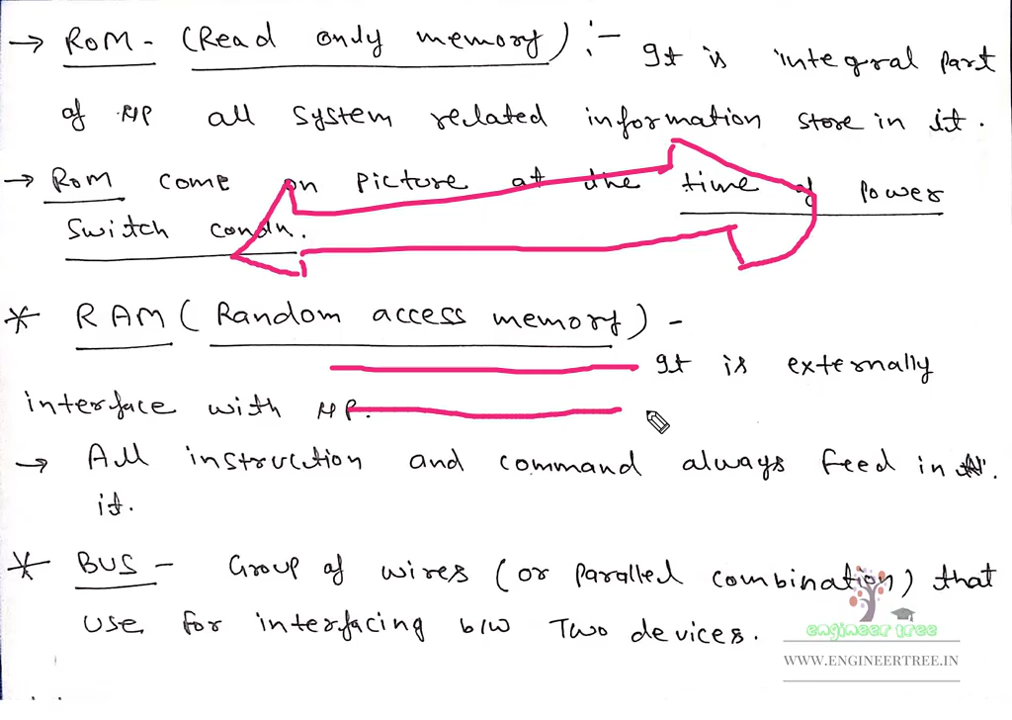 → ROM - (Read only memory) :- It is integral part
of MP all system related information store in it.
→ ROM come on picture at the time of power
switch condn.
* RAM (Random access memory) -
It is externally
interface with MP.
→ All instruction and command always feed in
it.
* BUS - Group of wires (or parallel combination) that
use for interfacing b/w Two devices.
engineer tree
WWW.ENGINEERTREE.IN